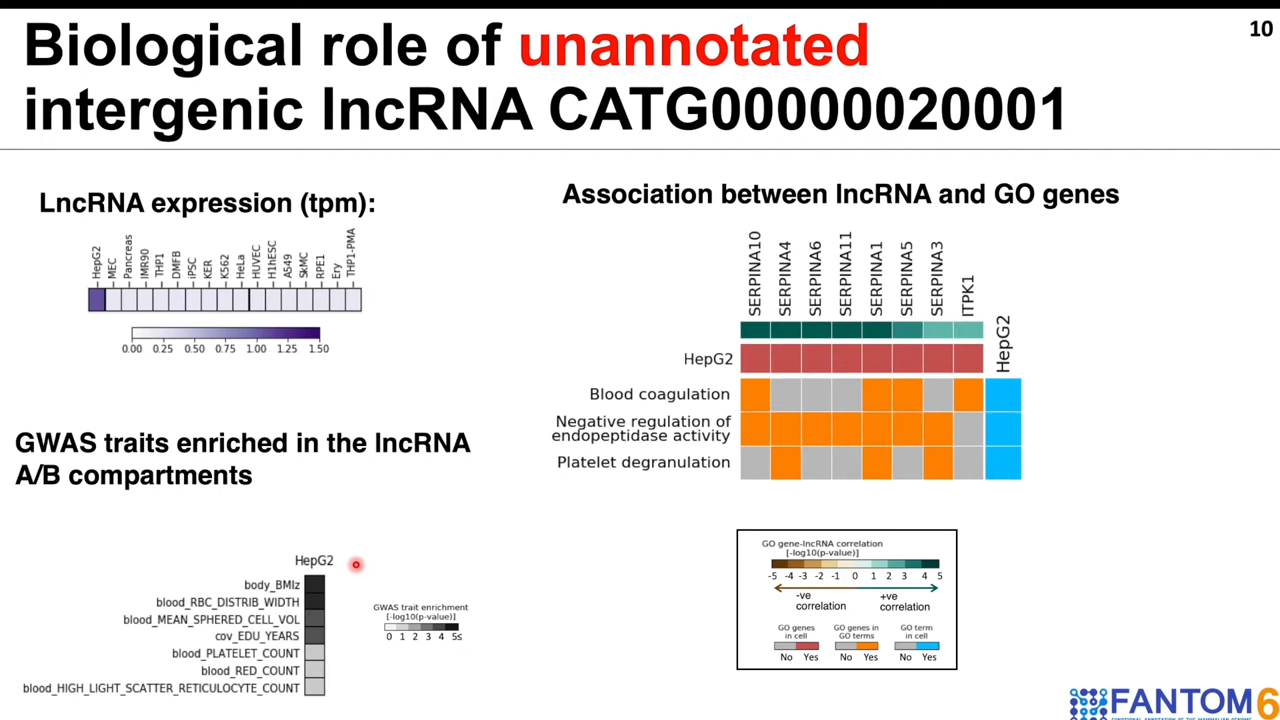 10
Biological role of unannotated
intergenic lncRNA CATG00000020001
LncRNA expression (tpm):
HepG2
MEC
Pancreas
IMR90
THP1
DMFB
iPSC
KER
K562
HeLa
HUVEC
H1hESC
A549
SkMC
RPE1
Ery
THP1-PMA
0.00 0.25 0.50 0.75 1.00 1.25 1.50
GWAS traits enriched in the lncRNA
A/B compartments
HepG2
body_BMIz
blood_RBC_DISTRIB_WIDTH
blood_MEAN_SPHERED_CELL_VOL
cov_EDU_YEARS
blood_PLATELET_COUNT
blood_RED_COUNT
blood_HIGH_LIGHT_SCATTER_RETICULOCYTE_COUNT
GWAS trait enrichment
[-log10(p-value)]
0 1 2 3 4 5≤
Association between lncRNA and GO genes
SERPINA10
SERPINA4
SERPINA6
SERPINA11
SERPINA1
SERPINA5
SERPINA3
ITPK1
HepG2
HepG2
Blood coagulation
Negative regulation of
endopeptidase activity
Platelet degranulation
GO gene-lncRNA correlation
[-log10(p-value)]
-5 -4 -3 -2 -1 0 1 2 3 4 5
-ve
correlation
+ve
correlation
GO genes
in cell
No Yes
GO genes in
GO terms
No Yes
GO term
in cell
No Yes
FANTOM6